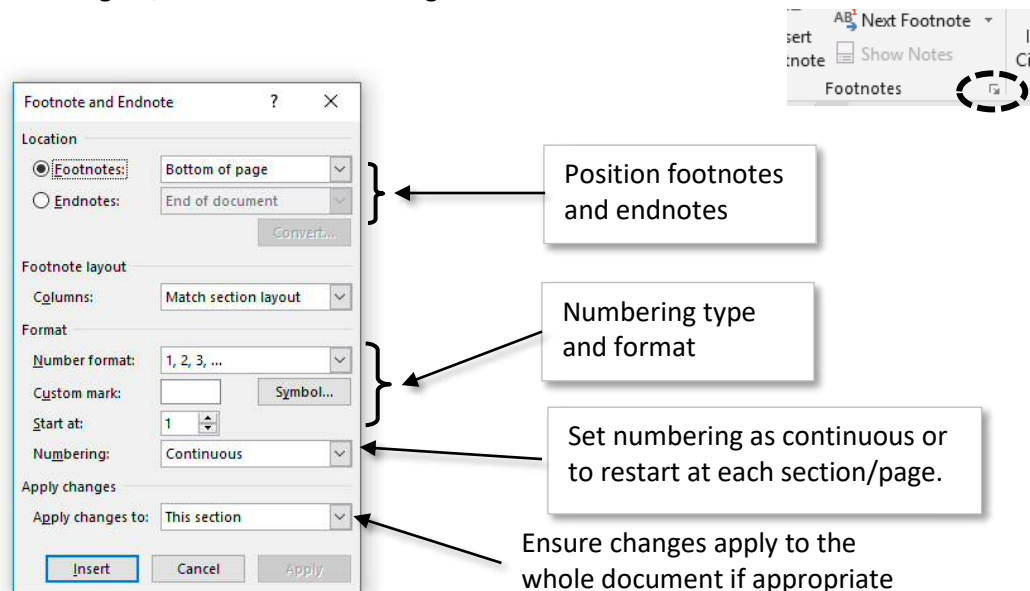 AB1 Next Footnote
sert
tnote Show Notes
Ci
Footnotes
Footnote and Endnote ? ×
Location
Footnotes: Bottom of page
Endnotes: End of document
Convert...
Footnote layout
Columns: Match section layout
Format
Number format: 1, 2, 3, ...
Custom mark: Symbol...
Start at: 1
Numbering: Continuous
Apply changes
Apply changes to: This section
Insert Cancel Apply
Position footnotes
and endnotes
Numbering type
and format
Set numbering as continuous or
to restart at each section/page.
Ensure changes apply to the
whole document if appropriate